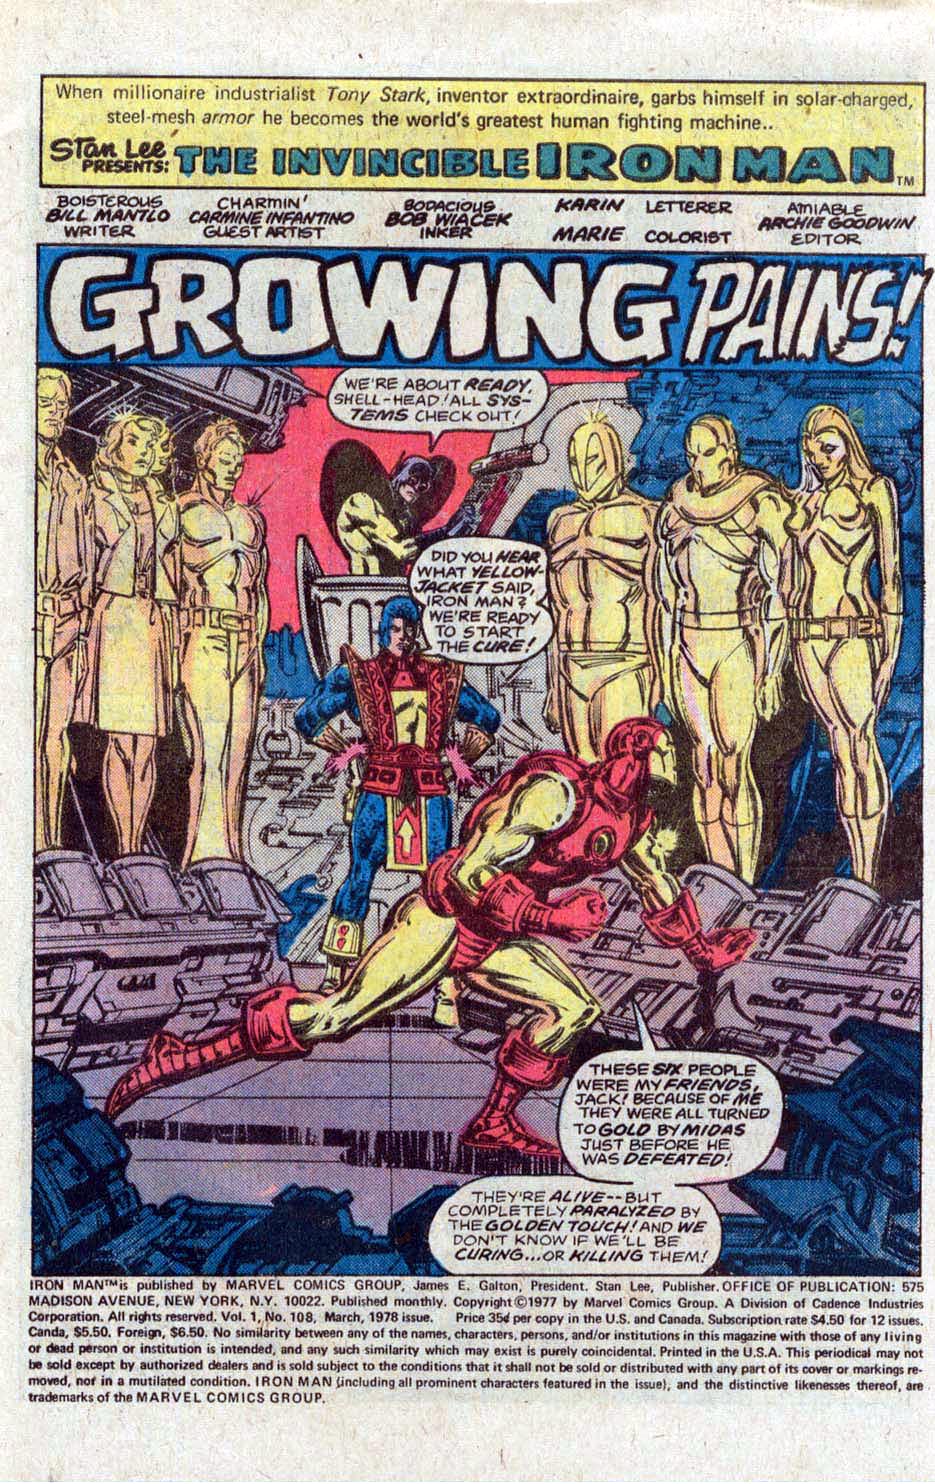 When millionaire industrialist Tony Stark, inventor extraordinaire, garbs himself in solar-charged,
steel-mesh armor he becomes the world's greatest human fighting machine..
Stan Lee
PRESENTS: THE INVINCIBLE IRON MAN TM
BOISTEROUS
BILL MANTLO
WRITER
CHARMIN'
CARMINE INFANTINO
GUEST ARTIST
BODACIOUS
BOB WIACEK
INKER
KARIN LETTERER
MARIE COLORIST
AMIABLE
ARCHIE GOODWIN
EDITOR
GROWING PAINS!
WE'RE ABOUT READY,
SHELL-HEAD! ALL SYS-
TEMS CHECK OUT!
DID YOU HEAR
WHAT YELLOW-
JACKET SAID,
IRON MAN?
WE'RE READY
TO START
THE CURE!
THESE SIX PEOPLE
WERE MY FRIENDS,
JACK! BECAUSE OF ME
THEY WERE ALL TURNED
TO GOLD BY MIDAS
JUST BEFORE HE
WAS DEFEATED!
THEY'RE ALIVE--BUT
COMPLETELY PARALYZED BY
THE GOLDEN TOUCH! AND WE
DON'T KNOW IF WE'LL BE
CURING...OR KILLING THEM!
IRON MAN™ is published by MARVEL COMICS GROUP, James E. Galton, President. Stan Lee, Publisher. OFFICE OF PUBLICATION: 575
MADISON AVENUE, NEW YORK, N.Y. 10022. Published monthly. Copyright ©1977 by Marvel Comics Group. A Division of Cadence Industries
Corporation. All rights reserved. Vol. 1, No. 108, March, 1978 issue. Price 35¢ per copy in the U.S. and Canada. Subscription rate $4.50 for 12 issues.
Canda, $5.50. Foreign, $6.50. No similarity between any of the names, characters, persons, and/or institutions in this magazine with those of any living
or dead person or institution is intended, and any such similarity which may exist is purely coincidental. Printed in the U.S.A. This periodical may not
be sold except by authorized dealers and is sold subject to the conditions that it shall not be sold or distributed with any part of its cover or markings re-
moved, nor in a mutilated condition. IRON MAN (including all prominent characters featured in the issue), and the distinctive likenesses thereof, are
trademarks of the MARVEL COMICS GROUP.